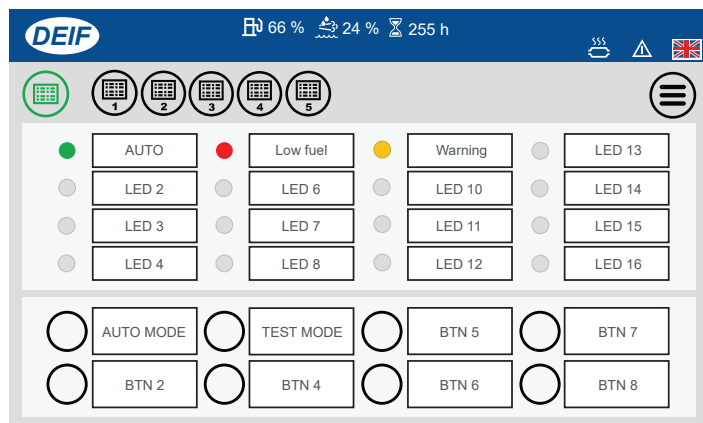 DEIF
66 % 24 % 255 h
1 2 3 4 5
AUTO Low fuel Warning LED 13
LED 2 LED 6 LED 10 LED 14
LED 3 LED 7 LED 11 LED 15
LED 4 LED 8 LED 12 LED 16
AUTO MODE TEST MODE BTN 5 BTN 7
BTN 2 BTN 4 BTN 6 BTN 8